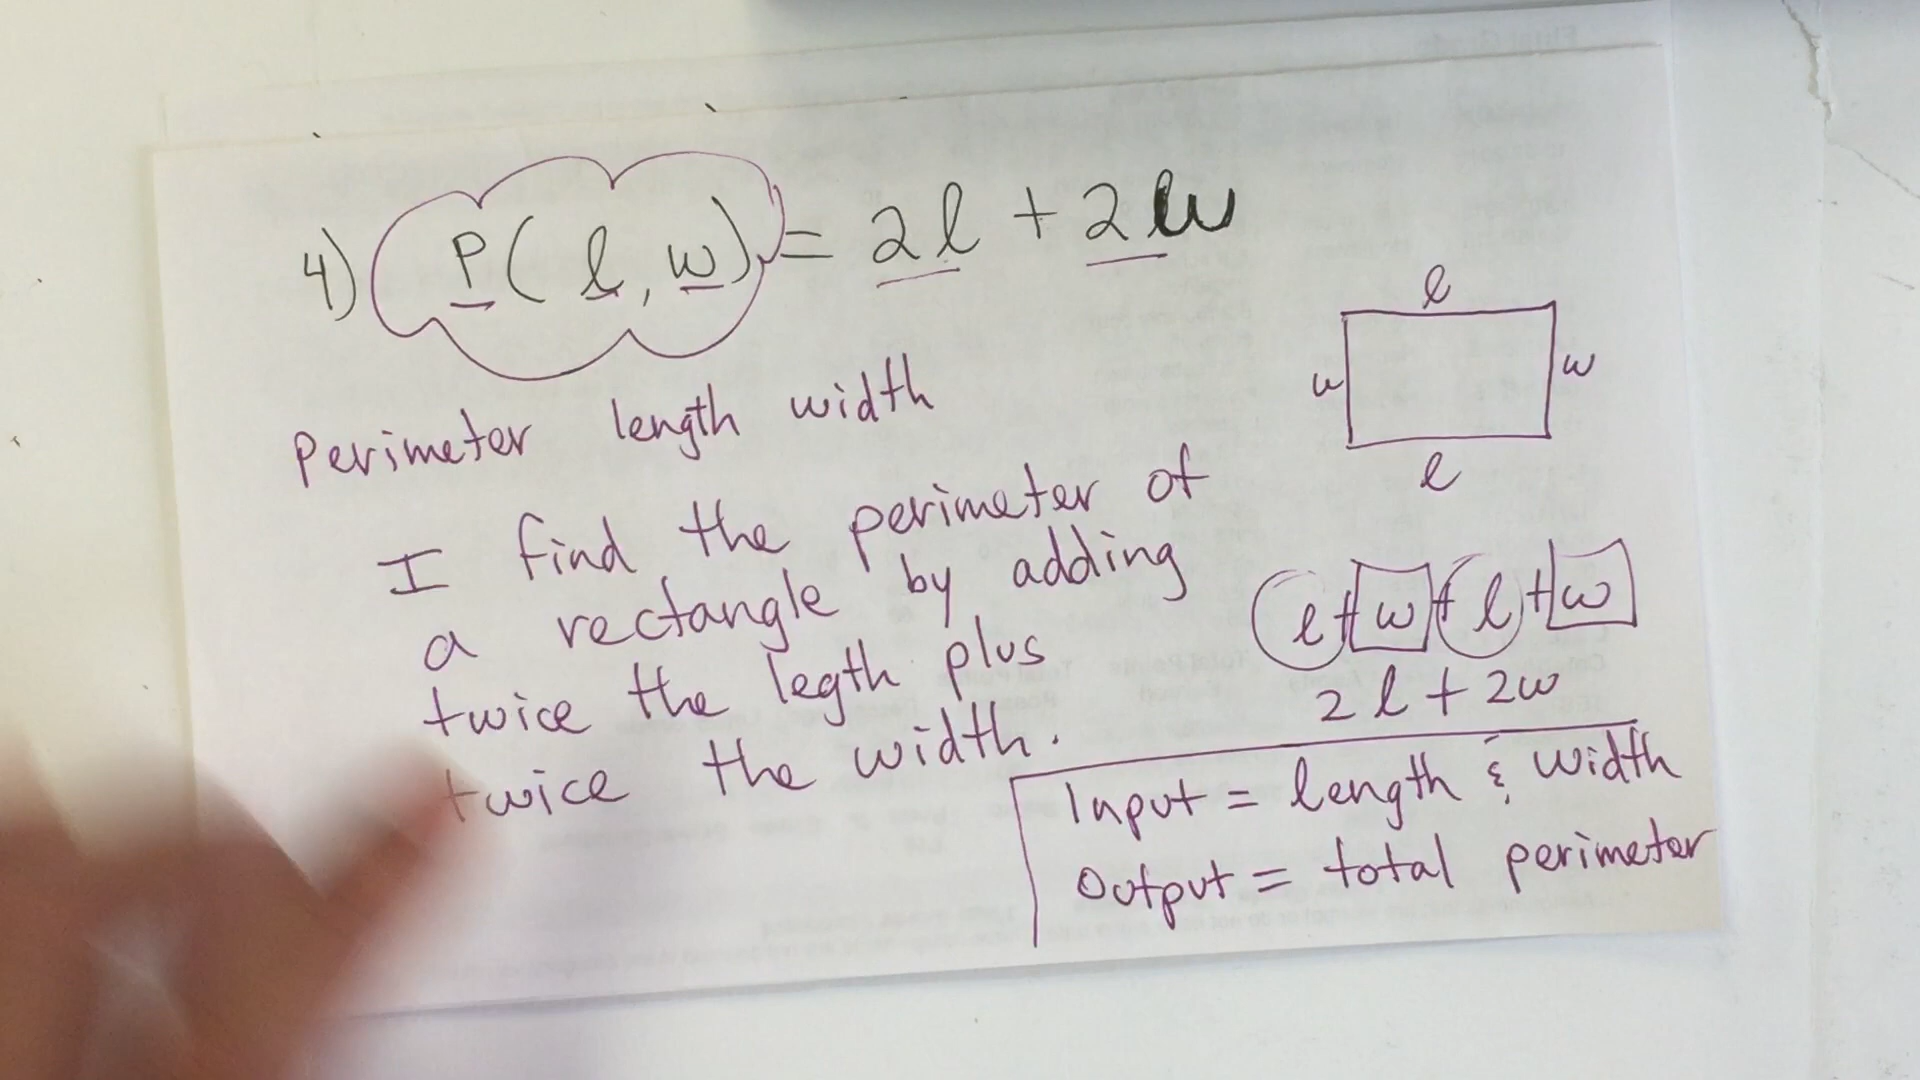 4) P(l, w) = 2l + 2w
Perimeter length width
I find the perimeter of
a rectangle by adding
twice the legth plus
twice the width.
l
w w
l
l+w+l+w
2l+2w
Input = length & width
Output = total perimeter